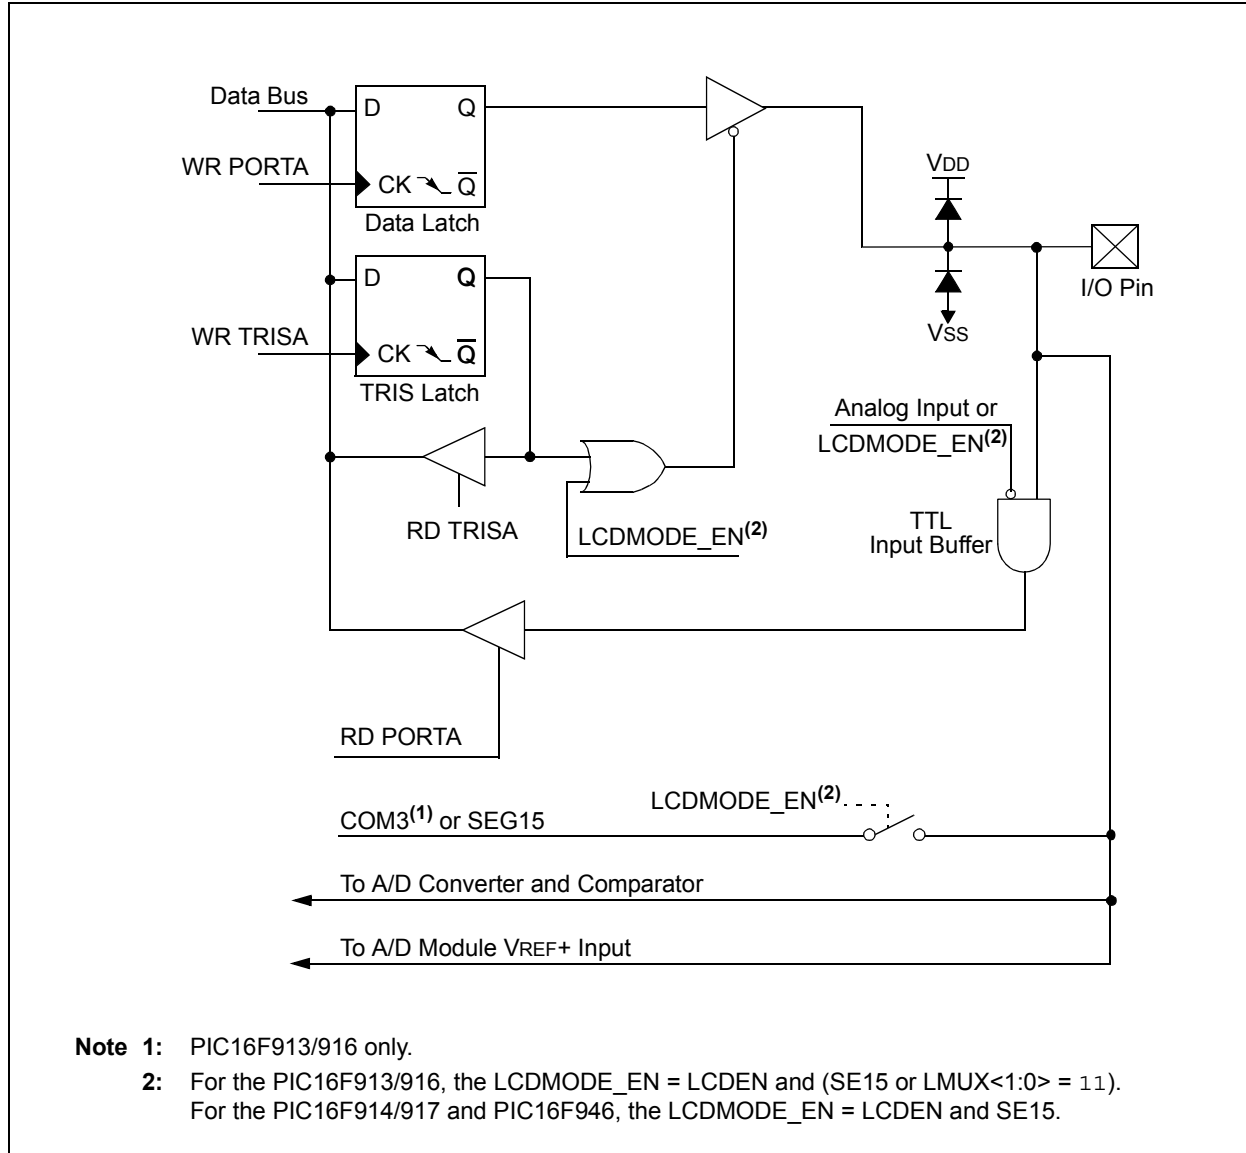 Data Bus
D Q
WR PORTA
CK Q̅
Data Latch
VDD
I/O Pin
VSS
D Q
WR TRISA
CK Q̅
TRIS Latch
Analog Input or
LCDMODE_EN(2)
RD TRISA
LCDMODE_EN(2)
TTL
Input Buffer
RD PORTA
LCDMODE_EN(2)
COM3(1) or SEG15
To A/D Converter and Comparator
To A/D Module VREF+ Input
Note 1: PIC16F913/916 only.
2: For the PIC16F913/916, the LCDMODE_EN = LCDEN and (SE15 or LMUX<1:0> = 11).
For the PIC16F914/917 and PIC16F946, the LCDMODE_EN = LCDEN and SE15.